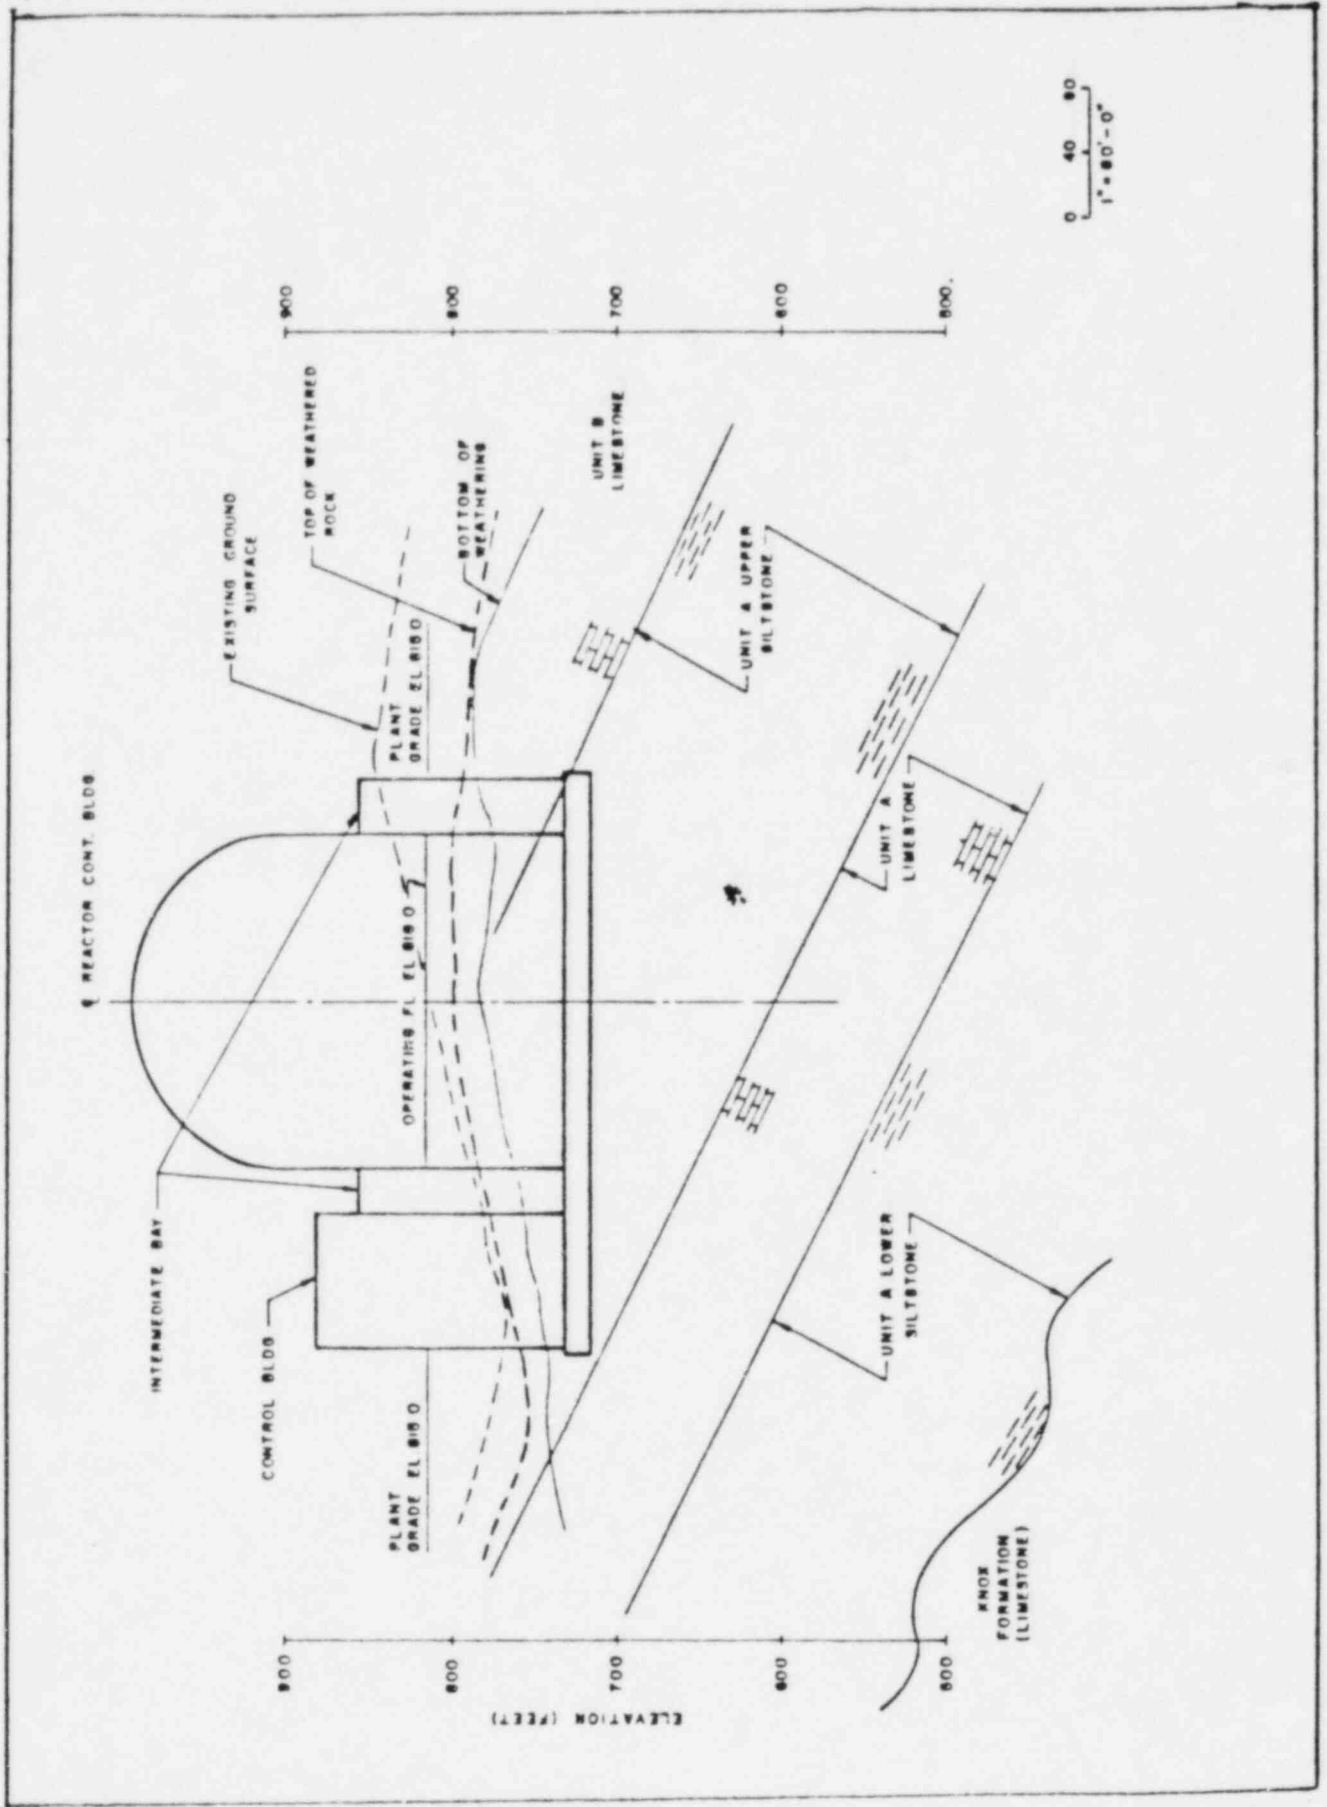 ℄ REACTOR CONT. BLDG
INTERMEDIATE BAY
CONTROL BLDG
EXISTING GROUND
SURFACE
TOP OF WEATHERED
ROCK
PLANT
GRADE EL 815 0
OPERATING FL EL 816 0
PLANT
GRADE EL 815 0
BOTTOM OF
WEATHERING
UNIT B
LIMESTONE
UNIT A UPPER
SILTSTONE
UNIT A
LIMESTONE
UNIT A LOWER
SILTSTONE
KNOX
FORMATION
(LIMESTONE)
ELEVATION (FEET)
900
800
700
600
500
900
800
700
600
500
0 40 80
1" = 80'-0"